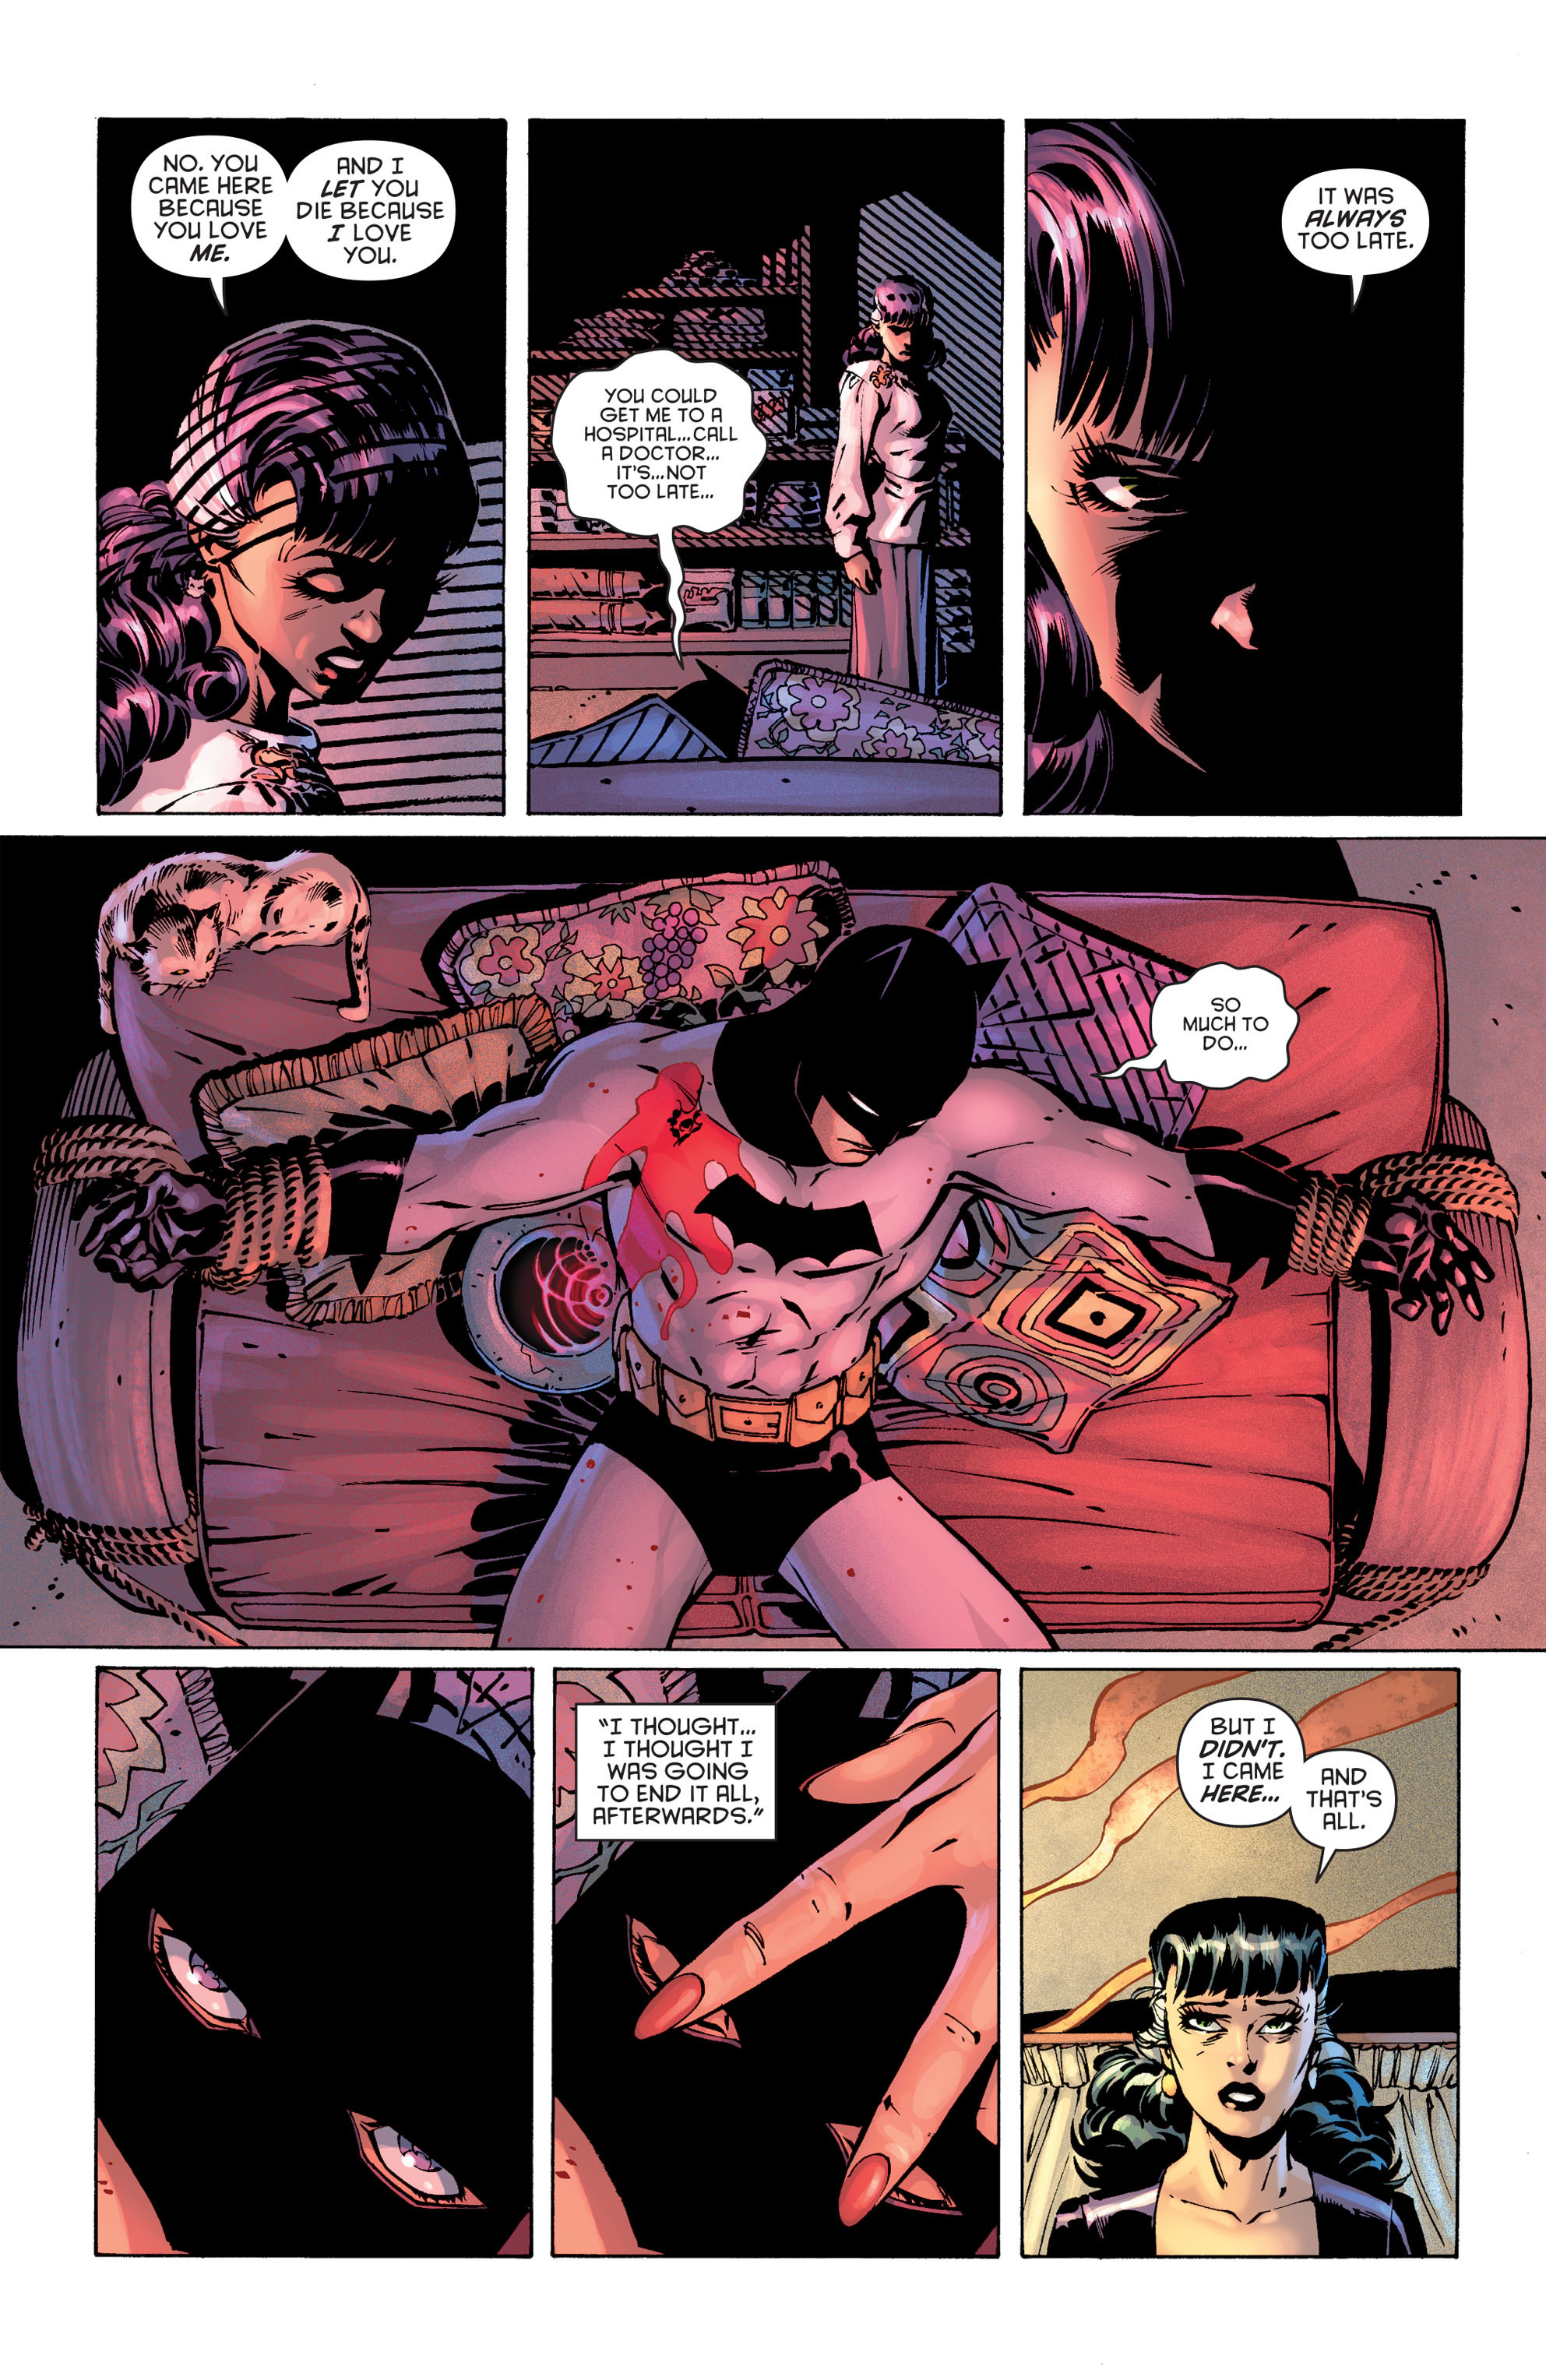 NO. YOU
CAME HERE
BECAUSE
YOU LOVE
ME.
AND I
LET YOU
DIE BECAUSE
I LOVE
YOU.
YOU COULD
GET ME TO A
HOSPITAL...CALL
A DOCTOR...
IT'S...NOT
TOO LATE...
IT WAS
ALWAYS
TOO LATE.
SO
MUCH TO
DO...
"I THOUGHT...
I THOUGHT I
WAS GOING
TO END IT ALL,
AFTERWARDS."
BUT I
DIDN'T.
I CAME
HERE...
AND
THAT'S
ALL.